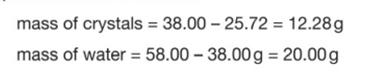 mass of crystals = 38.00 – 25.72 = 12.28 g
mass of water = 58.00 – 38.00 g = 20.00 g